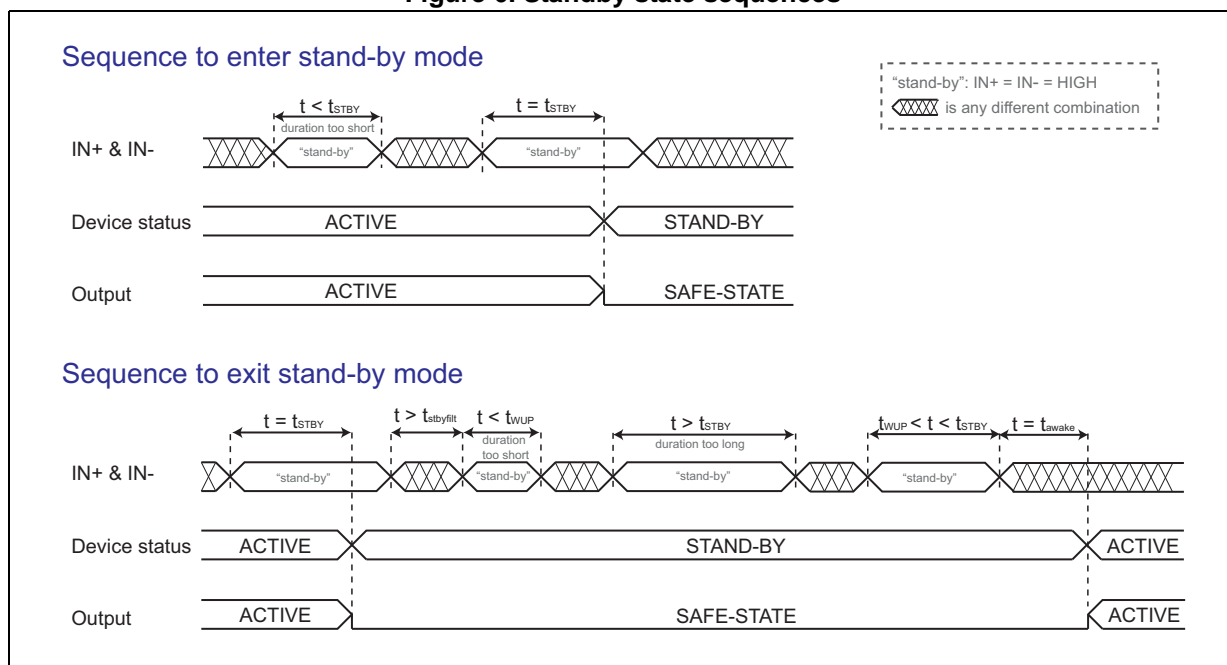 Figure 6. Standby state sequences
Sequence to enter stand-by mode
"stand-by": IN+ = IN- = HIGH
is any different combination
t < tSTBY
t = tSTBY
duration too short
IN+ & IN-
"stand-by"
"stand-by"
Device status
ACTIVE
STAND-BY
Output
ACTIVE
SAFE-STATE
Sequence to exit stand-by mode
t = tSTBY
t > tstbyfilt
t < tWUP
t > tSTBY
tWUP < t < tSTBY
t = tawake
duration
too short
duration too long
IN+ & IN-
"stand-by"
"stand-by"
"stand-by"
"stand-by"
Device status
ACTIVE
STAND-BY
ACTIVE
Output
ACTIVE
SAFE-STATE
ACTIVE